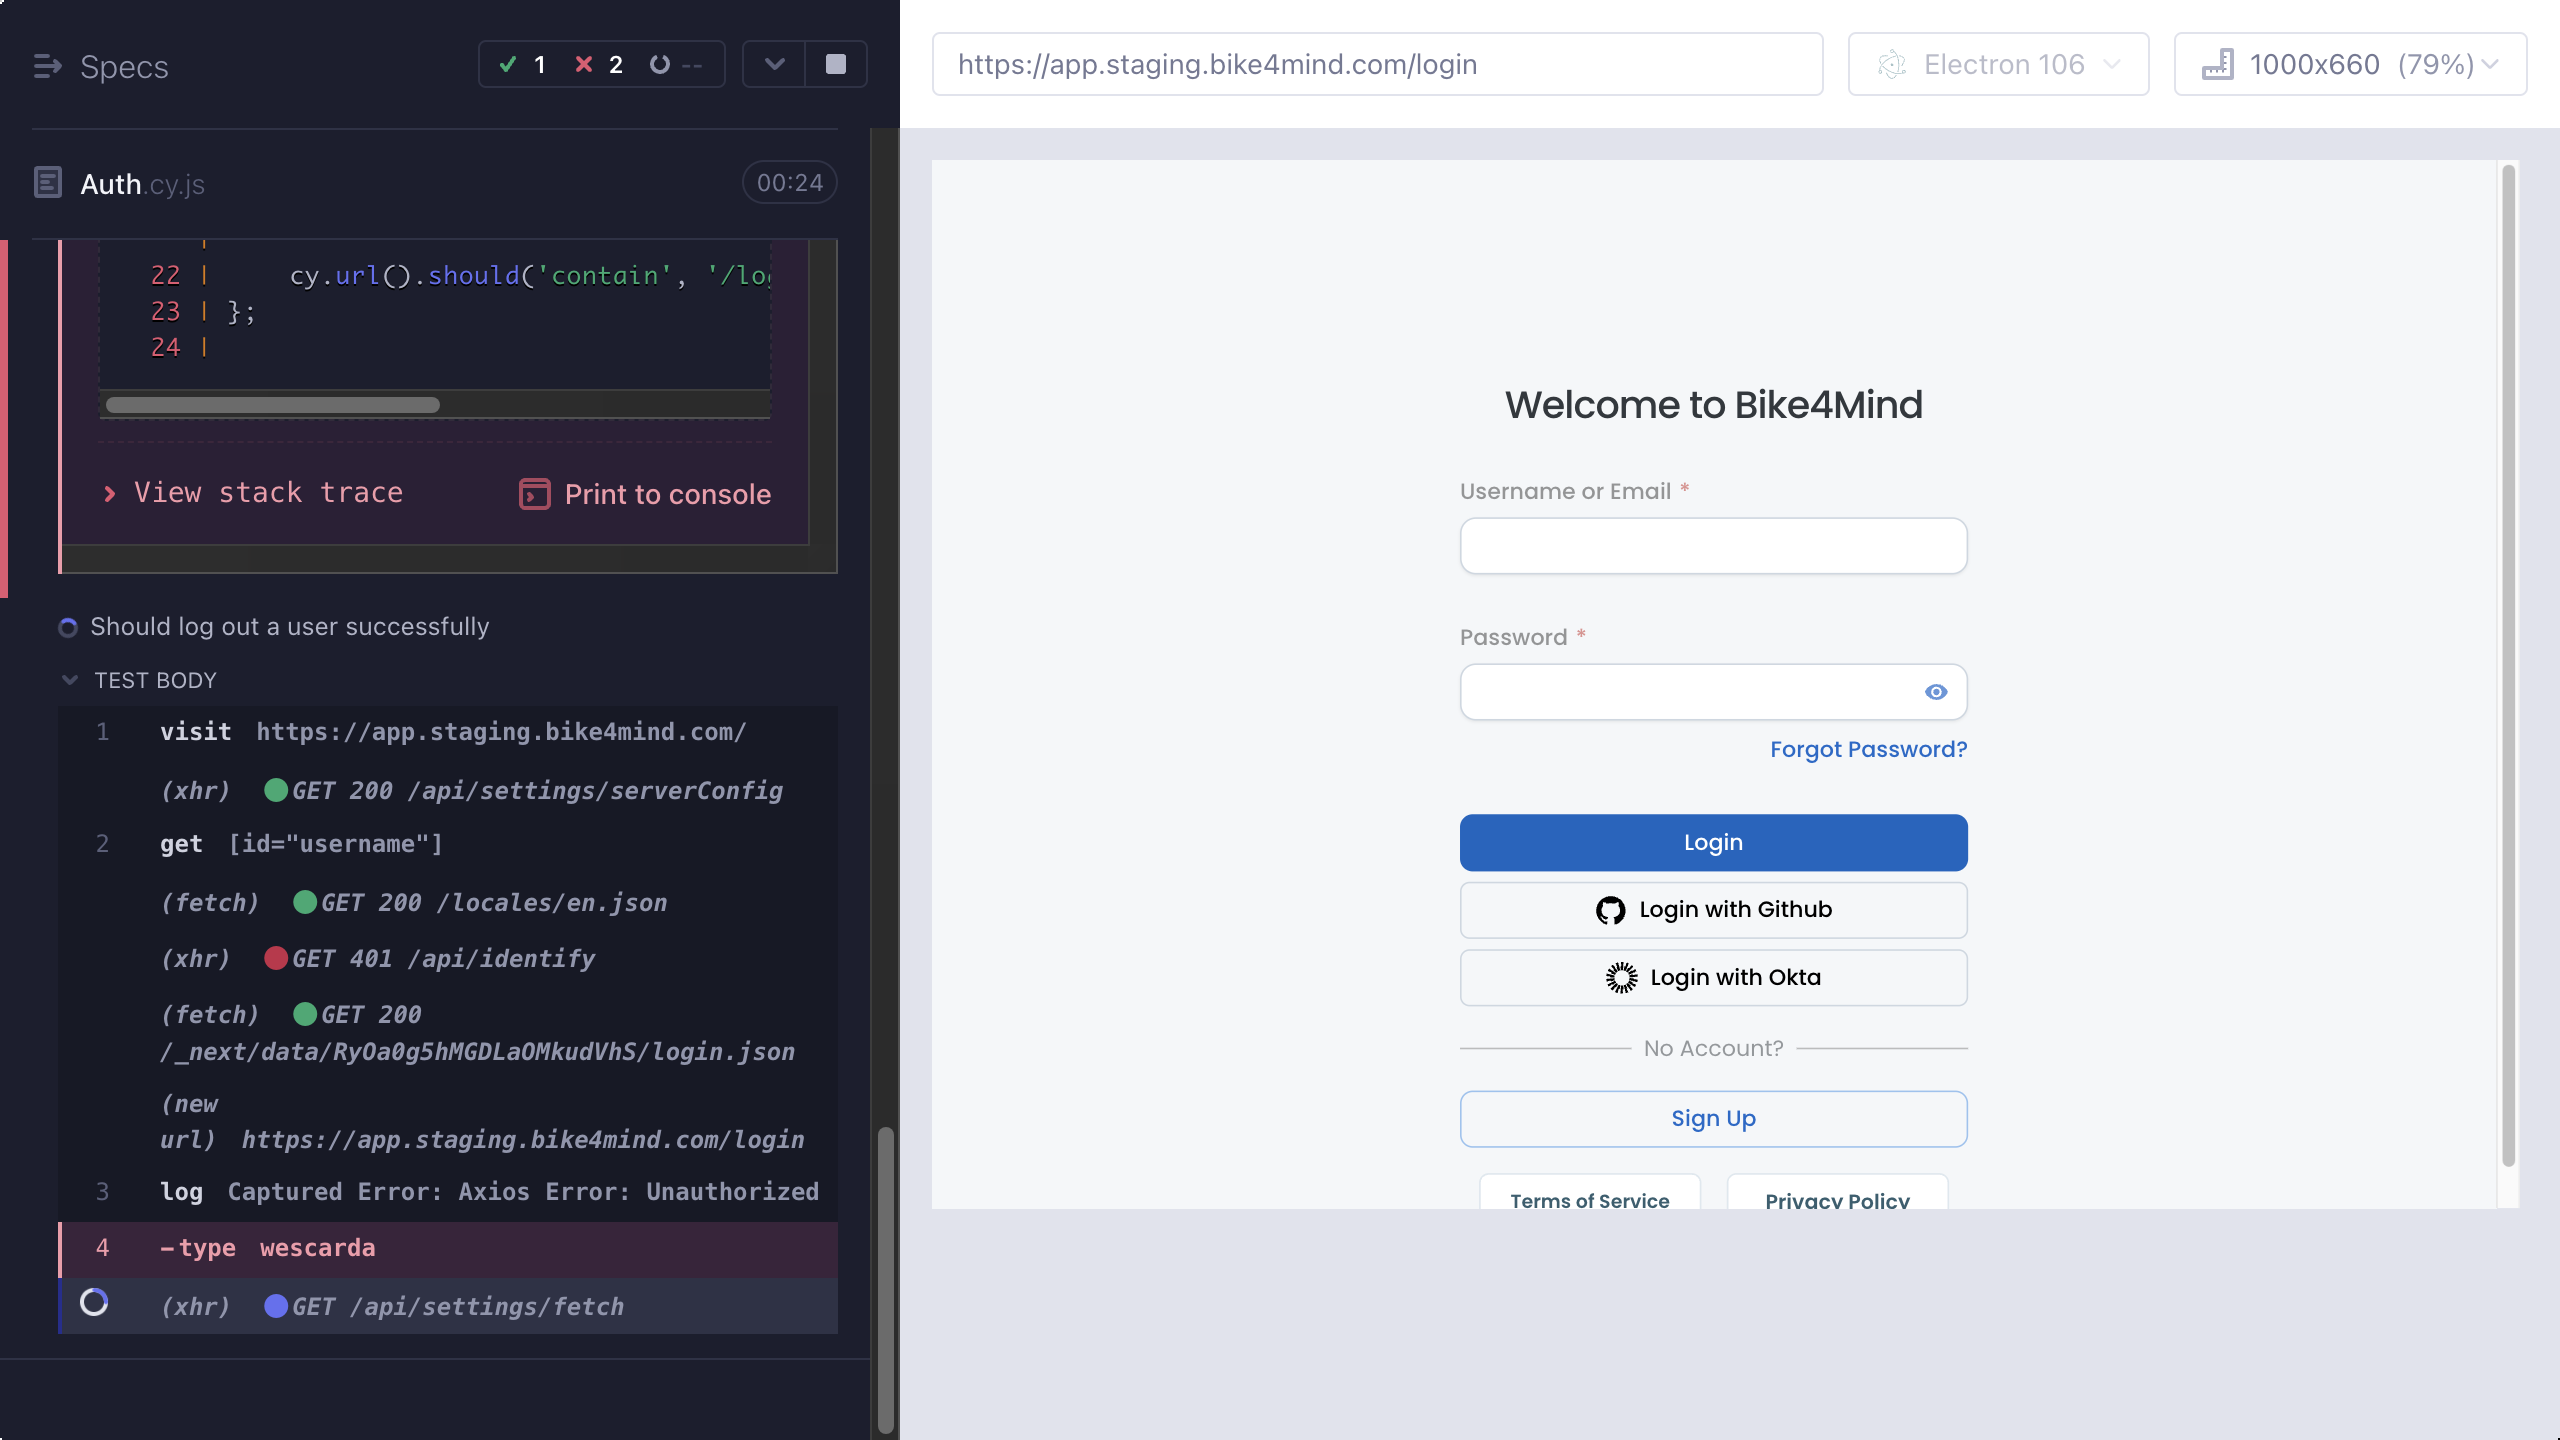 Specs
1 2 --
Auth.cy.js
00:24
22 | cy.url().should('contain', '/log
23 | };
24 |
View stack trace
Print to console
Should log out a user successfully
TEST BODY
1 visit https://app.staging.bike4mind.com/
(xhr) GET 200 /api/settings/serverConfig
2 get [id="username"]
(fetch) GET 200 /locales/en.json
(xhr) GET 401 /api/identify
(fetch) GET 200
/_next/data/RyOa0g5hMGDLaOMkudVhS/login.json
(new
url) https://app.staging.bike4mind.com/login
3 log Captured Error: Axios Error: Unauthorized
4 -type wescarda
(xhr) GET /api/settings/fetch
https://app.staging.bike4mind.com/login
Electron 106
1000x660 (79%)
Welcome to Bike4Mind
Username or Email *
Password *
Forgot Password?
Login
Login with Github
Login with Okta
No Account?
Sign Up
Terms of Service
Privacy Policy